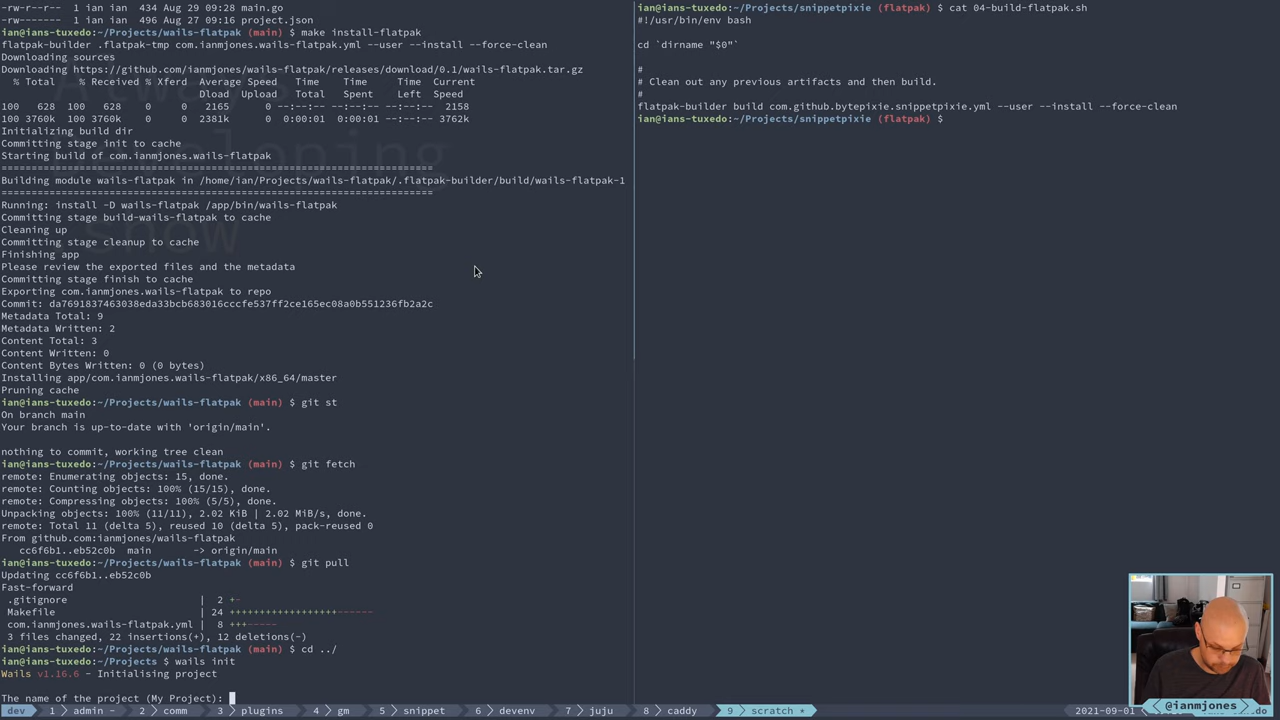 -rw-r--r-- 1 ian ian 434 Aug 29 09:28 main.go
-rw------- 1 ian ian 496 Aug 27 09:36 project.json
ian@ians-tuxedo:~/Projects/wails-flatpak (main) $ make install-flatpak
flatpak-builder .flatpak-tmp com.ianmjones.wails-flatpak.yml --user --install --force-clean
Downloading sources
Downloading https://github.com/ianmjones/wails-flatpak/releases/download/0.1/wails-flatpak.tar.gz
% Total % Received % Xferd Average Speed Time Time Time Current
Dload Upload Total Spent Left Speed
100 628 100 628 0 0 2165 0 --:--:-- --:--:-- --:--:-- 2158
100 3760k 100 3760k 0 0 2381k 0 0:00:01 0:00:01 --:--:-- 3762k
Initializing build dir
Committing stage init to cache
Starting build of com.ianmjones.wails-flatpak
========================================================================
Building module wails-flatpak in /home/ian/Projects/wails-flatpak/.flatpak-builder/build/wails-flatpak-1
========================================================================
Running: install -D wails-flatpak /app/bin/wails-flatpak
Committing stage build-wails-flatpak to cache
Cleaning up
Committing stage cleanup to cache
Finishing app
Please review the exported files and the metadata
Committing stage finish to cache
Exporting com.ianmjones.wails-flatpak to repo
Commit: da7691837463038eda33bcb683016cccfe537ff2ce165ec08a0b551236fb2a2c
Metadata Total: 9
Metadata Written: 2
Content Total: 3
Content Written: 0
Content Bytes Written: 0 (0 bytes)
Installing app/com.ianmjones.wails-flatpak/x86_64/master
Pruning cache
ian@ians-tuxedo:~/Projects/wails-flatpak (main) $ git st
On branch main
Your branch is up-to-date with 'origin/main'.
nothing to commit, working tree clean
ian@ians-tuxedo:~/Projects/wails-flatpak (main) $ git fetch
remote: Enumerating objects: 15, done.
remote: Counting objects: 100% (15/15), done.
remote: Compressing objects: 100% (5/5), done.
Unpacking objects: 100% (11/11), 2.02 KiB | 2.02 MiB/s, done.
remote: Total 11 (delta 5), reused 10 (delta 5), pack-reused 0
From github.com:ianmjones/wails-flatpak
cc6f6b1..eb52c0b main -> origin/main
ian@ians-tuxedo:~/Projects/wails-flatpak (main) $ git pull
Updating cc6f6b1..eb52c0b
Fast-forward
.gitignore | 2 +-
Makefile | 24 +++++++++++++++++------
com.ianmjones.wails-flatpak.yml | 8 +++-----
3 files changed, 22 insertions(+), 12 deletions(-)
ian@ians-tuxedo:~/Projects/wails-flatpak (main) $ cd ../
ian@ians-tuxedo:~/Projects $ wails init
Wails v1.16.6 - Initialising project
The name of the project (My Project):
ian@ians-tuxedo:~/Projects/snippetpixie (flatpak) $ cat 04-build-flatpak.sh
#!/usr/bin/env bash
cd `dirname "$0"`
#
# Clean out any previous artifacts and then build.
#
flatpak-builder build com.github.bytepixie.snippetpixie.yml --user --install --force-clean
ian@ians-tuxedo:~/Projects/snippetpixie (flatpak) $
dev 1 admin - 2 comm 3 plugins 4 gm 5 snippet 6 devenv 7 juju 8 caddy 9 scratch * 2021-09-01
<@ianmjones>